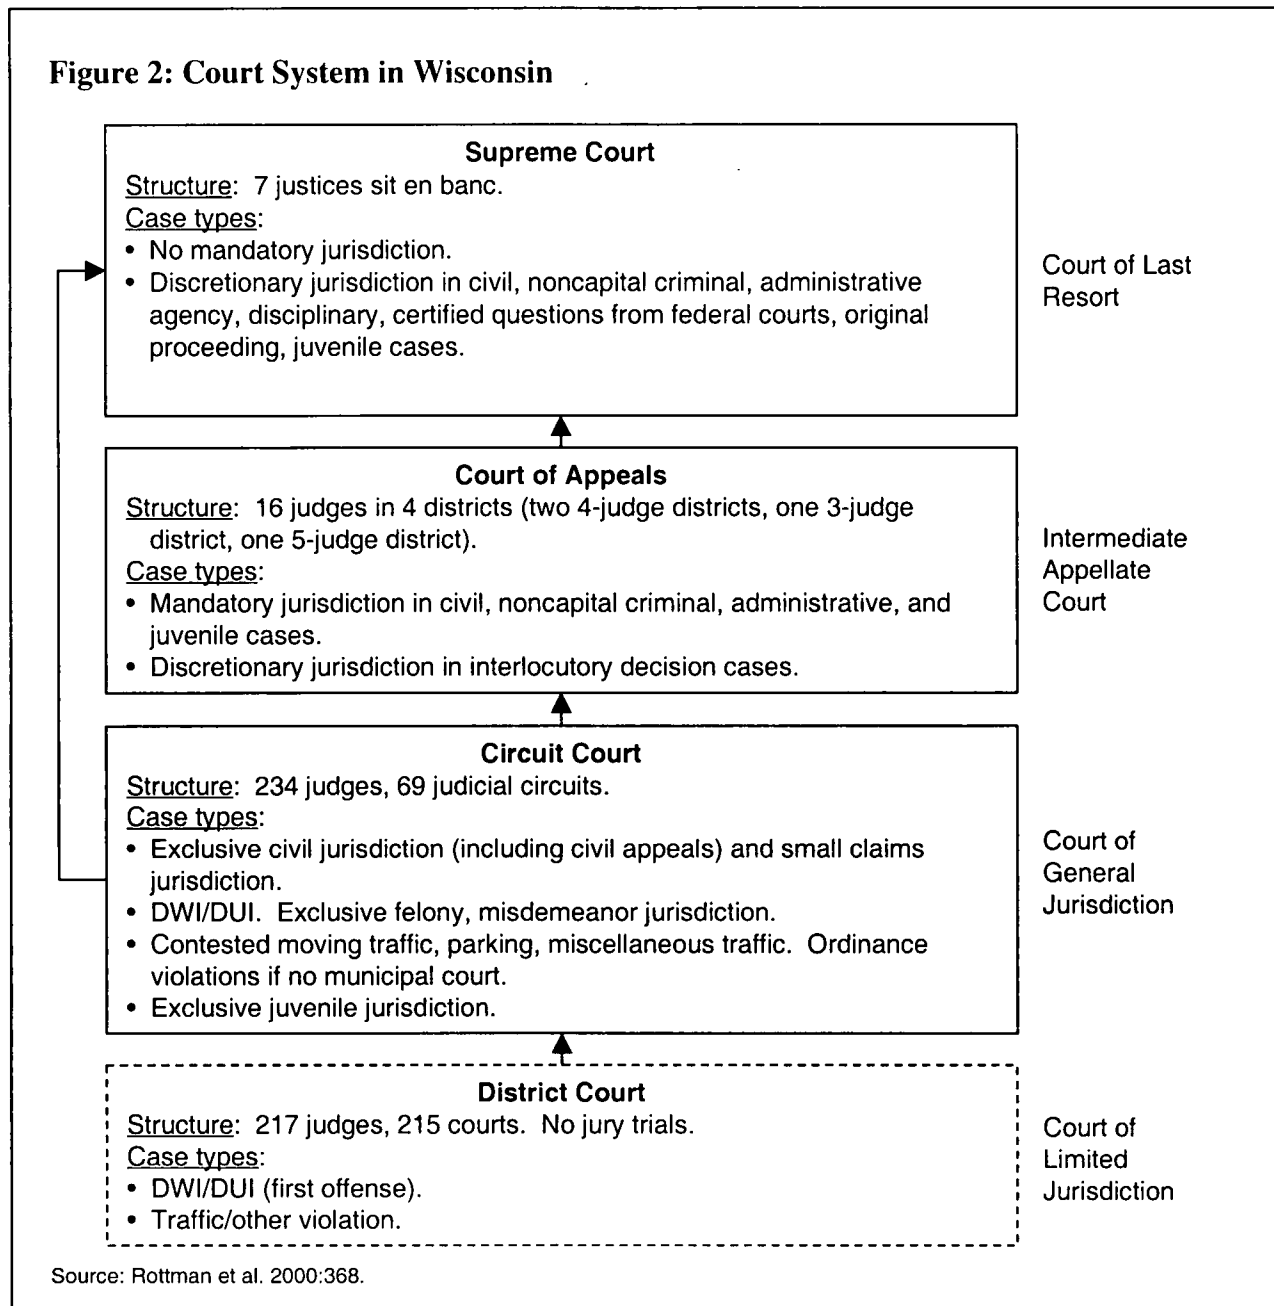 Figure 2: Court System in Wisconsin
Supreme Court
Structure: 7 justices sit en banc.
Case types:
• No mandatory jurisdiction.
• Discretionary jurisdiction in civil, noncapital criminal, administrative
agency, disciplinary, certified questions from federal courts, original
proceeding, juvenile cases.
Court of Last
Resort
Court of Appeals
Structure: 16 judges in 4 districts (two 4-judge districts, one 3-judge
district, one 5-judge district).
Case types:
• Mandatory jurisdiction in civil, noncapital criminal, administrative, and
juvenile cases.
• Discretionary jurisdiction in interlocutory decision cases.
Intermediate
Appellate
Court
Circuit Court
Structure: 234 judges, 69 judicial circuits.
Case types:
• Exclusive civil jurisdiction (including civil appeals) and small claims
jurisdiction.
• DWI/DUI. Exclusive felony, misdemeanor jurisdiction.
• Contested moving traffic, parking, miscellaneous traffic. Ordinance
violations if no municipal court.
• Exclusive juvenile jurisdiction.
Court of
General
Jurisdiction
District Court
Structure: 217 judges, 215 courts. No jury trials.
Case types:
• DWI/DUI (first offense).
• Traffic/other violation.
Court of
Limited
Jurisdiction
Source: Rottman et al. 2000:368.